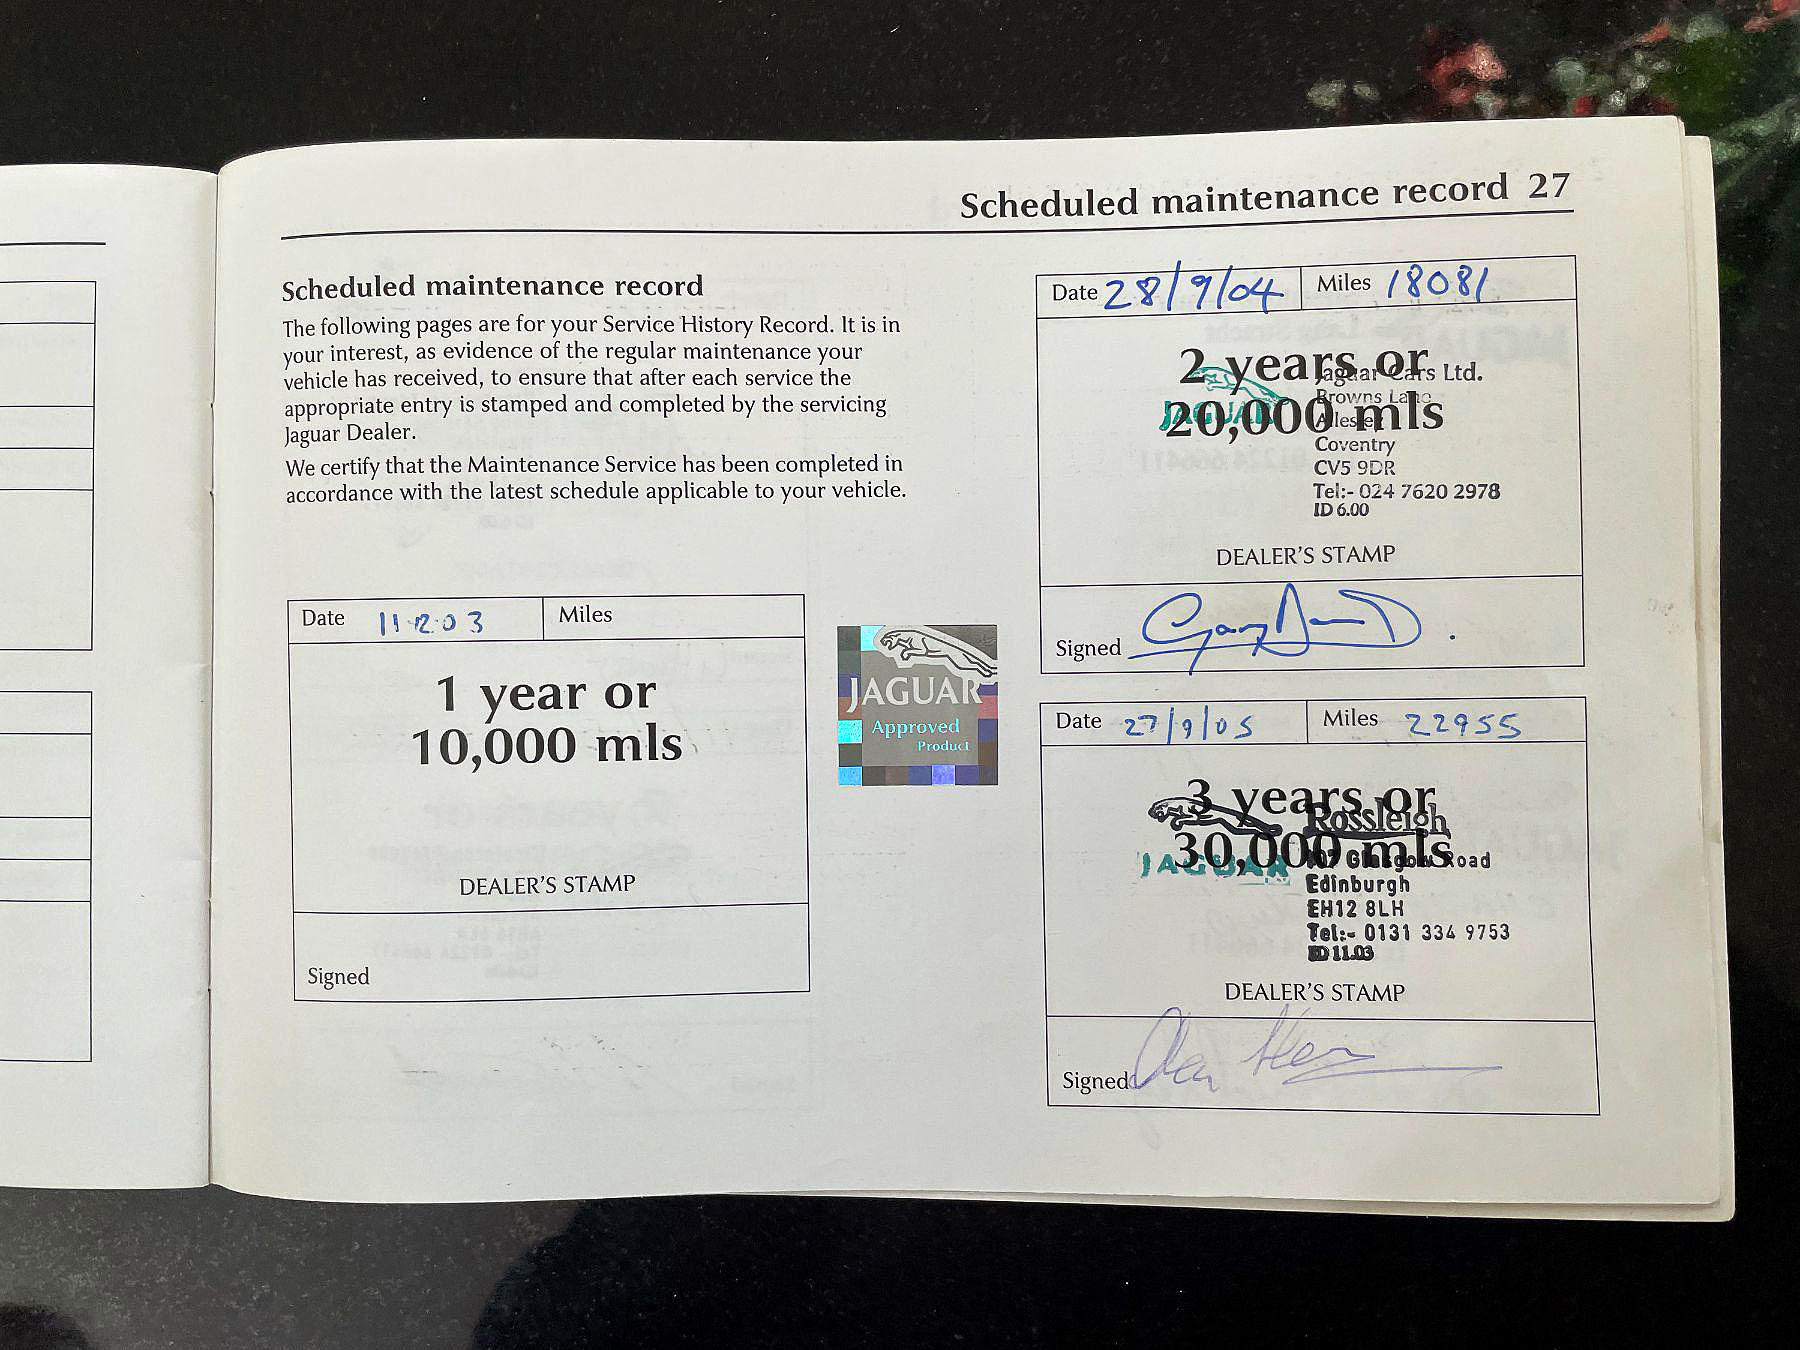 Scheduled maintenance record 27
Scheduled maintenance record
The following pages are for your Service History Record. It is in
your interest, as evidence of the regular maintenance your
vehicle has received, to ensure that after each service the
appropriate entry is stamped and completed by the servicing
Jaguar Dealer.
We certify that the Maintenance Service has been completed in
accordance with the latest schedule applicable to your vehicle.
Date 11·12·03 Miles
1 year or
10,000 mls
DEALER'S STAMP
Signed
JAGUAR
Approved
Product
Date 28/9/04 Miles 18081
2 years or
20,000 mls
JAGUAR
Jaguar Cars Ltd.
Browns Lane
Allesley
Coventry
CV5 9DR
Tel:- 024 7620 2978
ID 6.00
DEALER'S STAMP
Signed
Date 27/9/05 Miles 22955
3 years or
30,000 mls
JAGUAR
Rossleigh
Glasgow Road
Edinburgh
EH12 8LH
Tel:- 0131 334 9753
ID 11.03
DEALER'S STAMP
Signed